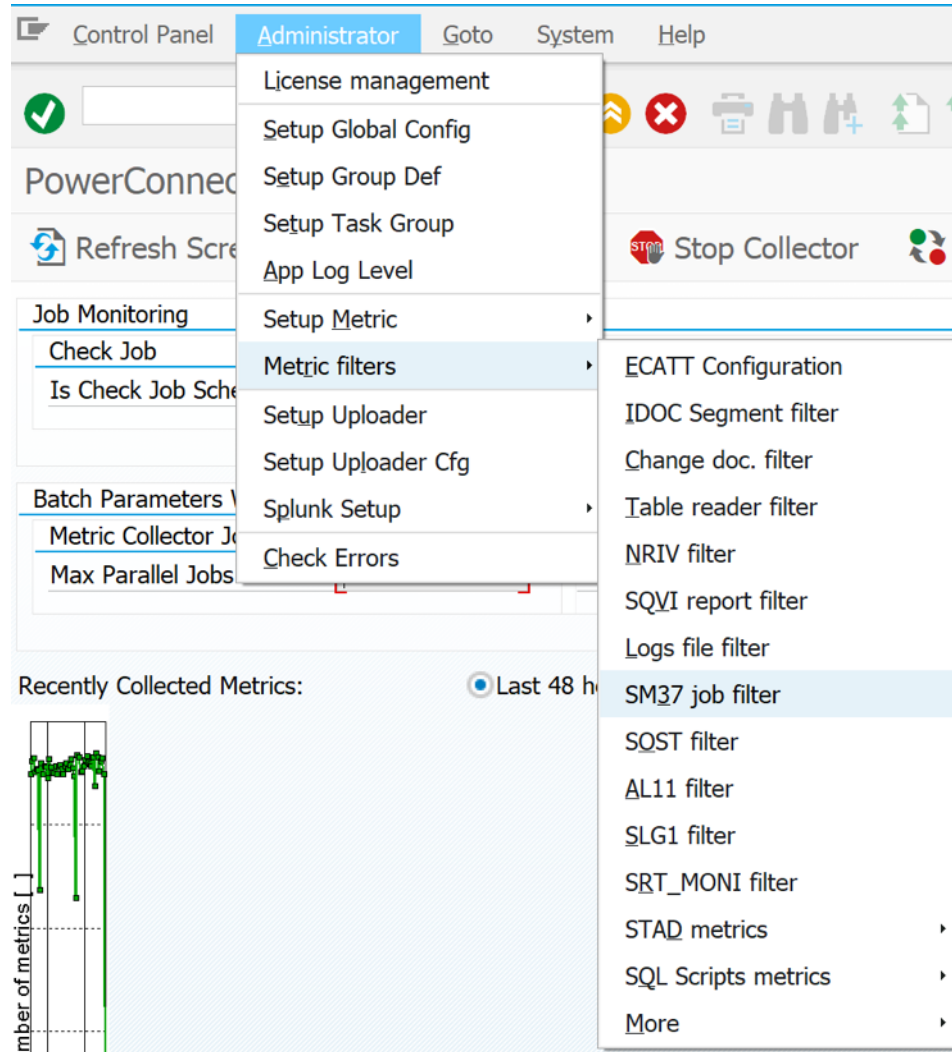 Control Panel Administrator Goto System Help
License management
Setup Global Config
Setup Group Def
Setup Task Group
App Log Level
Setup Metric
Metric filters
Setup Uploader
Setup Uploader Cfg
Splunk Setup
Check Errors
PowerConnec
Refresh Scre
STOP Stop Collector
Job Monitoring
Check Job
Is Check Job Sche
ECATT Configuration
IDOC Segment filter
Change doc. filter
Table reader filter
NRIV filter
SQVI report filter
Logs file filter
SM37 job filter
SOST filter
AL11 filter
SLG1 filter
SRT_MONI filter
STAD metrics
SQL Scripts metrics
More
Batch Parameters
Metric Collector Jo
Max Parallel Jobs
Recently Collected Metrics: Last 48 h
mber of metrics [ ]